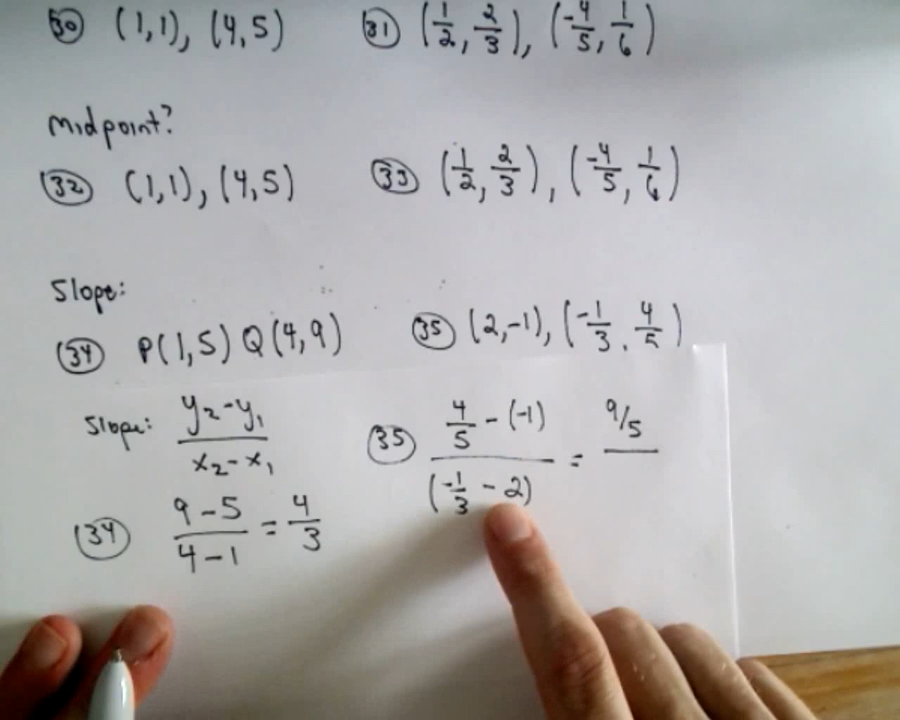 (30) (1,1), (4,5) (31) (1/2, 2/3), (-4/5, 1/6)
Midpoint?
(32) (1,1), (4,5) (33) (1/2, 2/3), (-4/5, 1/6)
Slope:
(34) P(1,5) Q(4,9) (35) (2,-1), (-1/3, 4/5)
Slope: y₂-y₁ / x₂-x₁
(35) 4/5 - (-1) / (-1/3 - 2) = 9/5
(34) 9-5 / 4-1 = 4/3